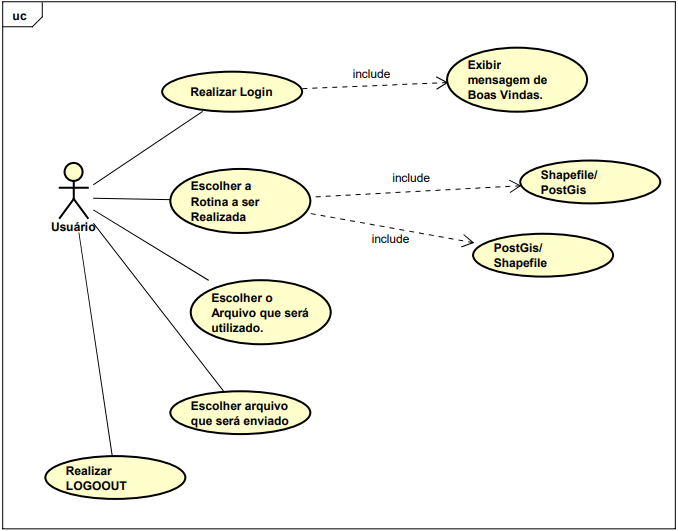 uc
Realizar Login
include
Exibir
mensagem de
Boas Vindas.
Usuário
Escolher a
Rotina a ser
Realizada
include
Shapefile/
PostGis
include
PostGis/
Shapefile
Escolher o
Arquivo que será
utilizado.
Escolher arquivo
que será enviado
Realizar
LOGOOUT